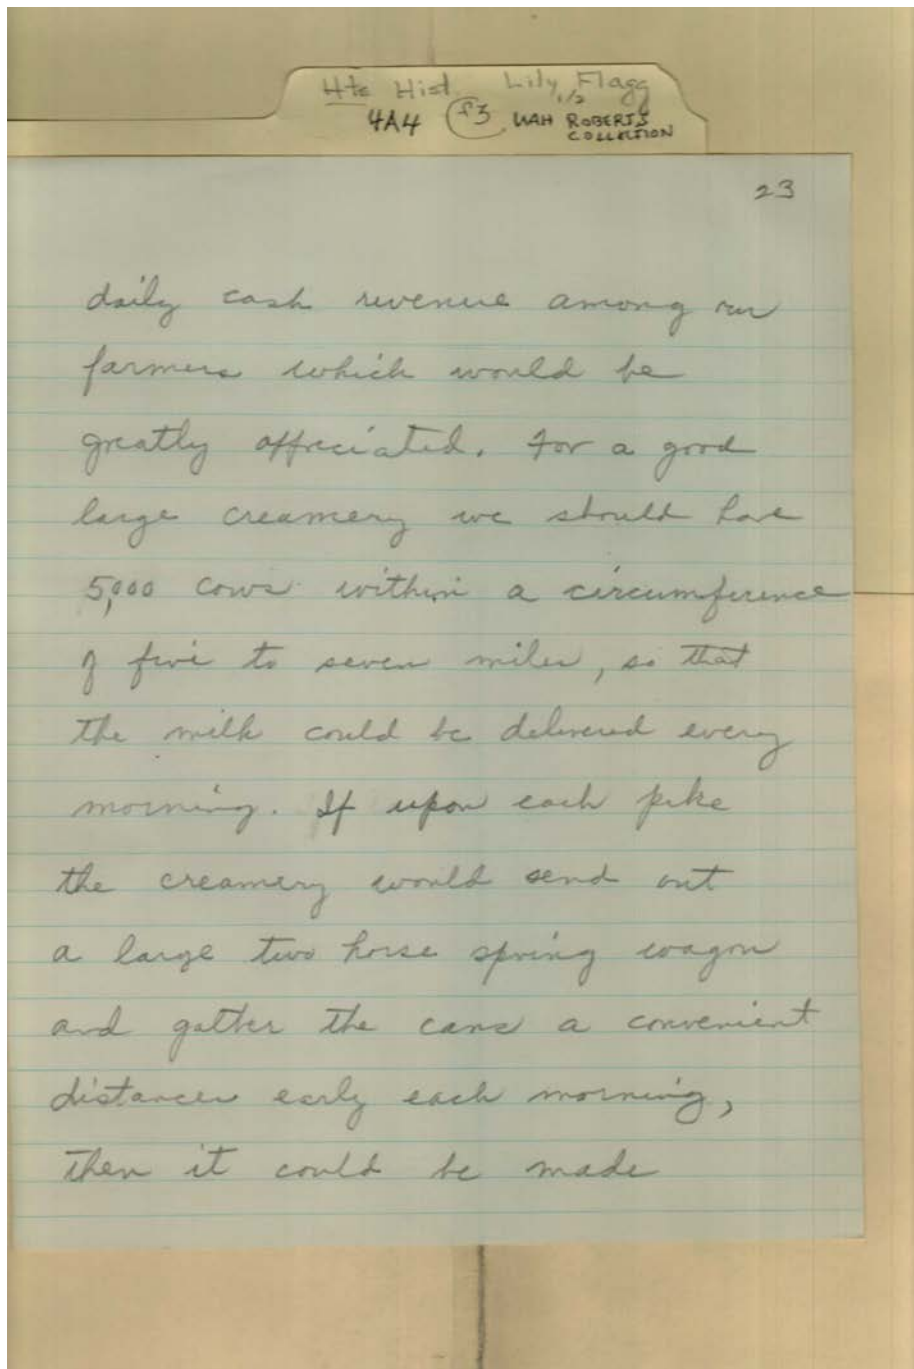 Hts Hist. Lily Flagg
1/2
4A4 f3 UAH ROBERTS
COLLECTION
23
daily cash revenue among our
farmers which would be
greatly appreciated. For a good
large creamery we should have
5,000 cows within a circumference
of five to seven miles, so that
the milk could be delivered every
morning. If upon each pike
the creamery would send out
a large two horse spring wagon
and gather the cans a convenient
distances early each morning,
then it could be made